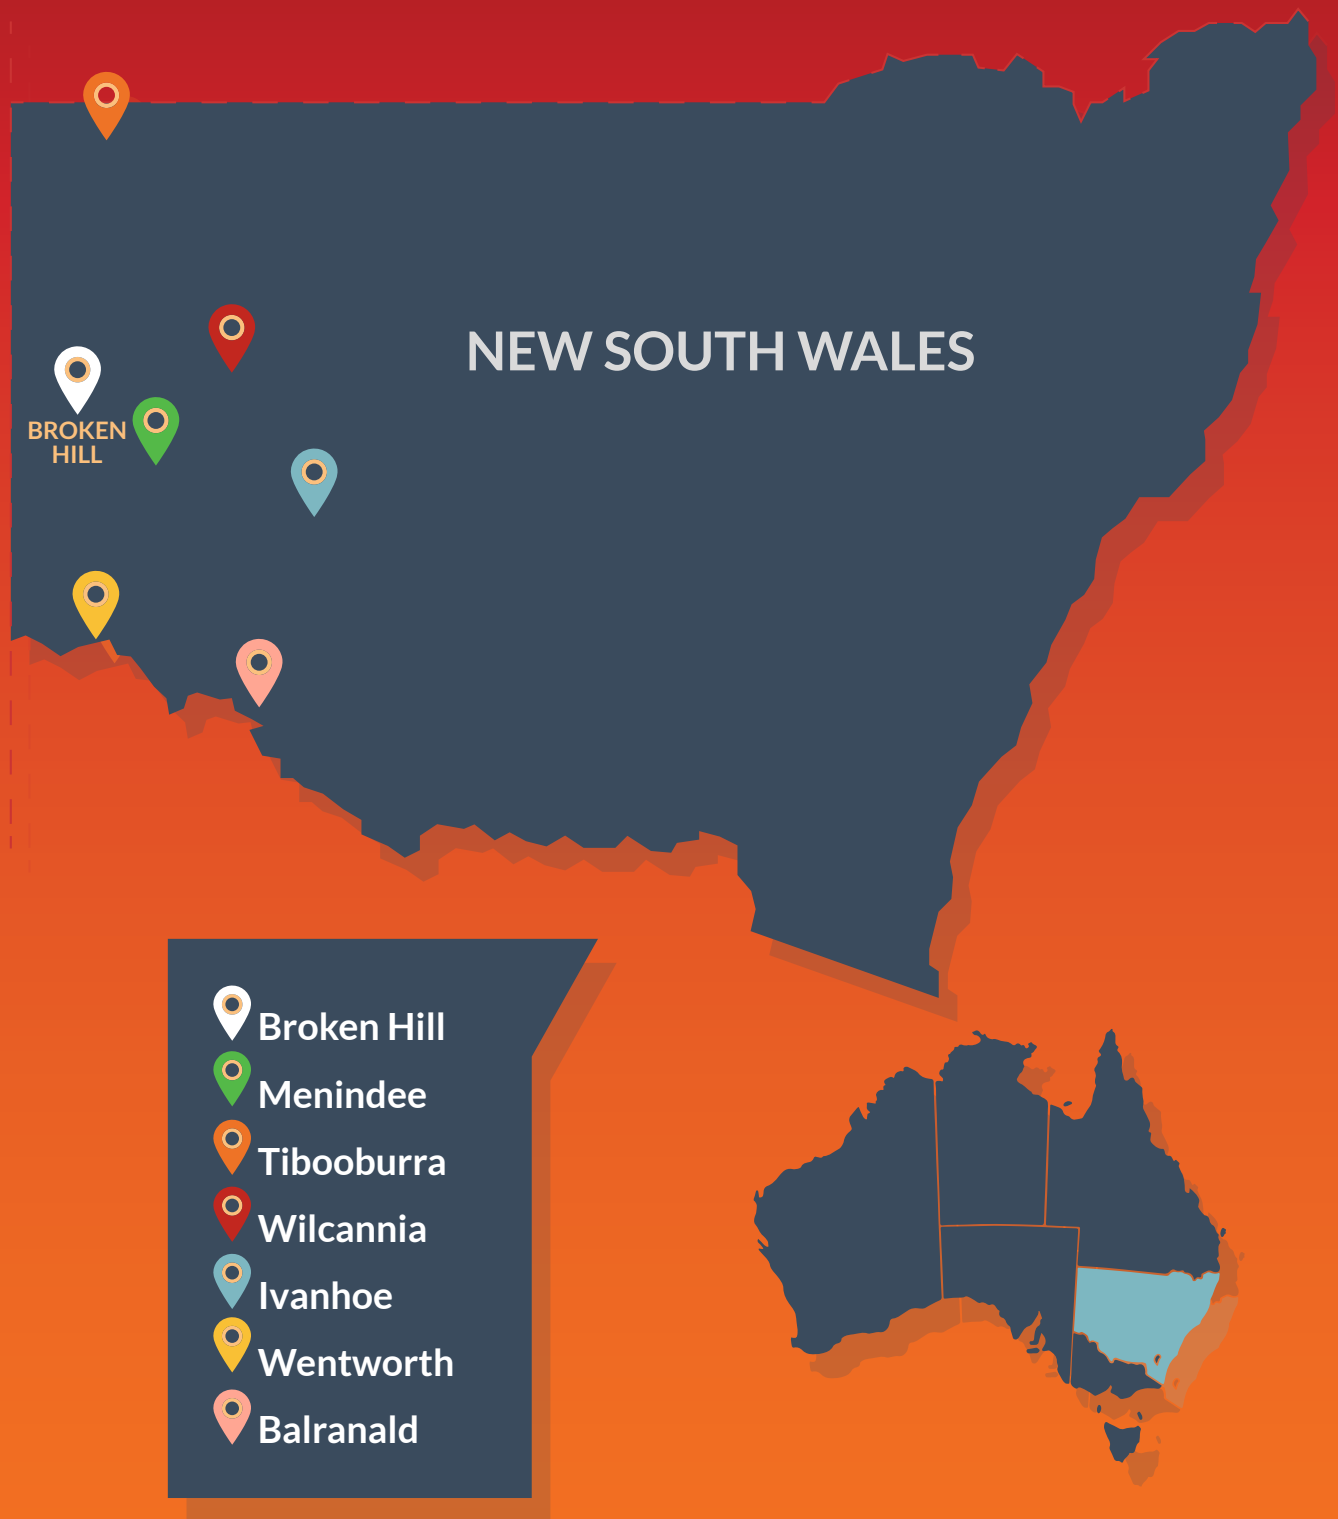 NEW SOUTH WALES
BROKEN
HILL
Broken Hill
Menindee
Tibooburra
Wilcannia
Ivanhoe
Wentworth
Balranald